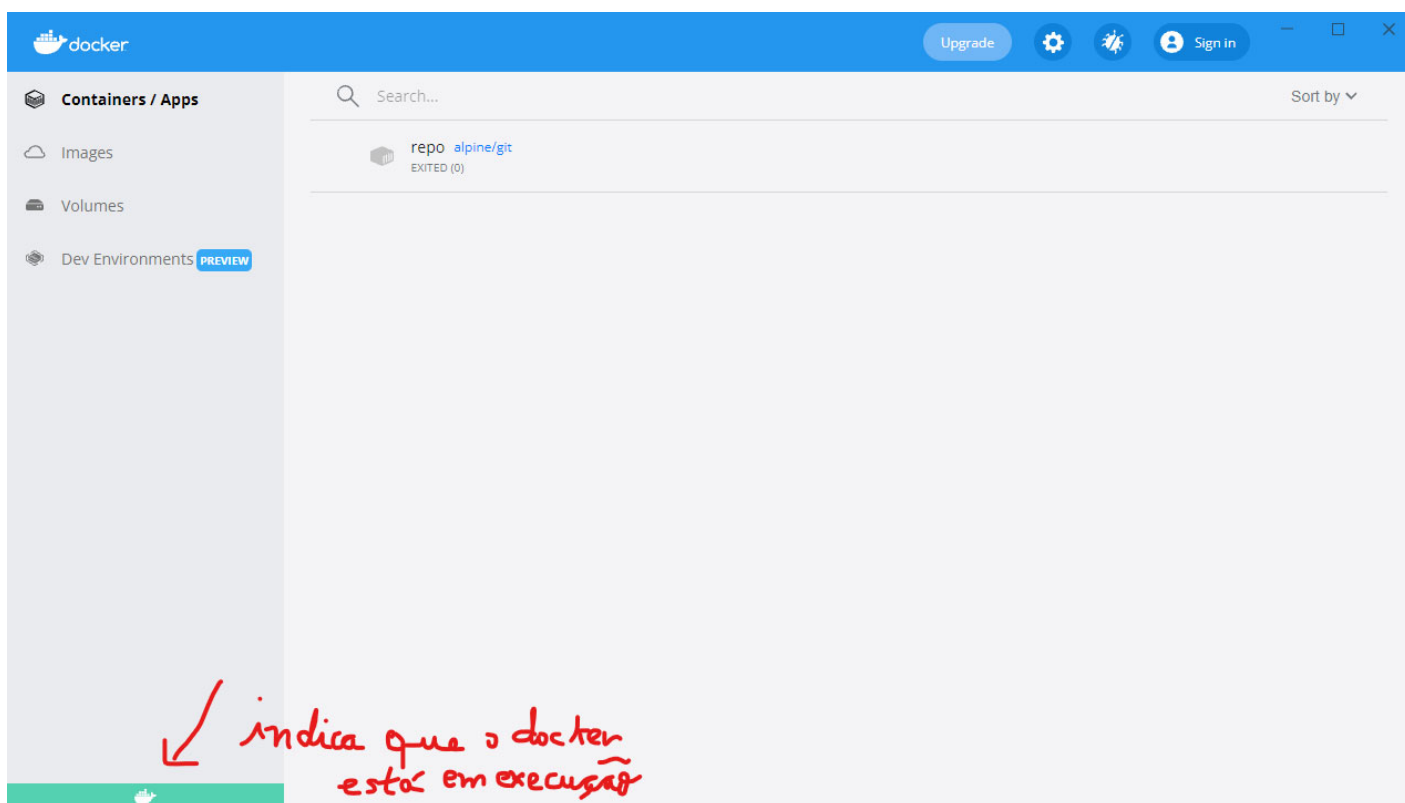 docker
Upgrade
Sign in
Containers / Apps
Search...
Sort by
Images
repo alpine/git
EXITED (0)
Volumes
Dev Environments PREVIEW
indica que o docker
está em execução